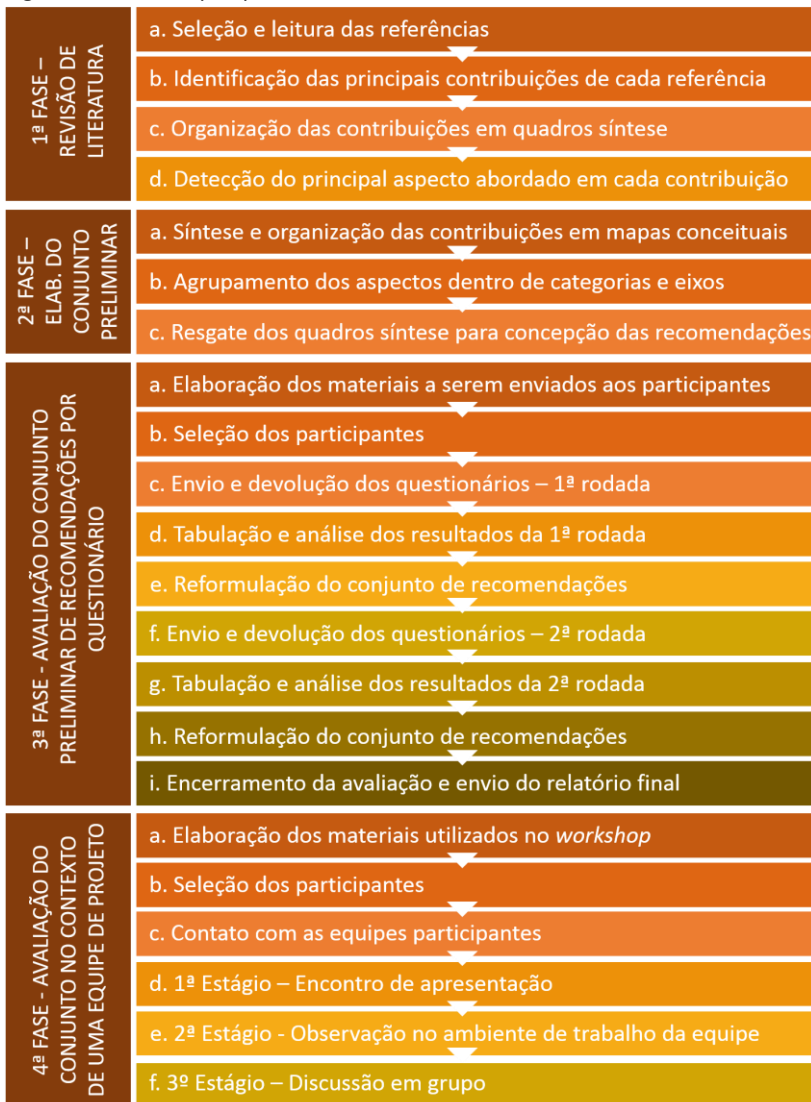 1ª FASE –
REVISÃO DE
LITERATURA
a. Seleção e leitura das referências
b. Identificação das principais contribuições de cada referência
c. Organização das contribuições em quadros síntese
d. Detecção do principal aspecto abordado em cada contribuição
2ª FASE –
ELAB. DO
CONJUNTO
PRELIMINAR
a. Síntese e organização das contribuições em mapas conceituais
b. Agrupamento dos aspectos dentro de categorias e eixos
c. Resgate dos quadros síntese para concepção das recomendações
3ª FASE - AVALIAÇÃO DO CONJUNTO
PRELIMINAR DE RECOMENDAÇÕES POR
QUESTIONÁRIO
a. Elaboração dos materiais a serem enviados aos participantes
b. Seleção dos participantes
c. Envio e devolução dos questionários – 1ª rodada
d. Tabulação e análise dos resultados da 1ª rodada
e. Reformulação do conjunto de recomendações
f. Envio e devolução dos questionários – 2ª rodada
g. Tabulação e análise dos resultados da 2ª rodada
h. Reformulação do conjunto de recomendações
i. Encerramento da avaliação e envio do relatório final
4ª FASE - AVALIAÇÃO DO
CONJUNTO NO CONTEXTO
DE UMA EQUIPE DE PROJETO
a. Elaboração dos materiais utilizados no workshop
b. Seleção dos participantes
c. Contato com as equipes participantes
d. 1ª Estágio – Encontro de apresentação
e. 2ª Estágio - Observação no ambiente de trabalho da equipe
f. 3º Estágio – Discussão em grupo